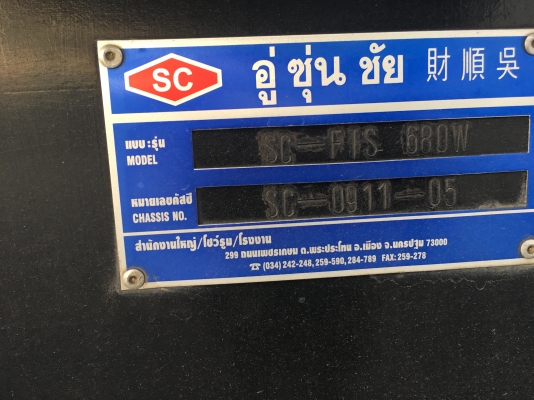 SC อู่ ซุ่น ชัย 財 順 吳
แบบ : รุ่น
MODEL SC-FTS 680W
หมายเลขคัสซี
CHASSIS NO. SC-0911-05
สำนักงานใหญ่/โชว์รูม/โรงงาน
299 ถนนเพชรเกษม ต.พระประโทน อ.เมือง จ.นครปฐม 73000
☎ (034) 242-248, 259-590, 284-789 FAX: 259-278